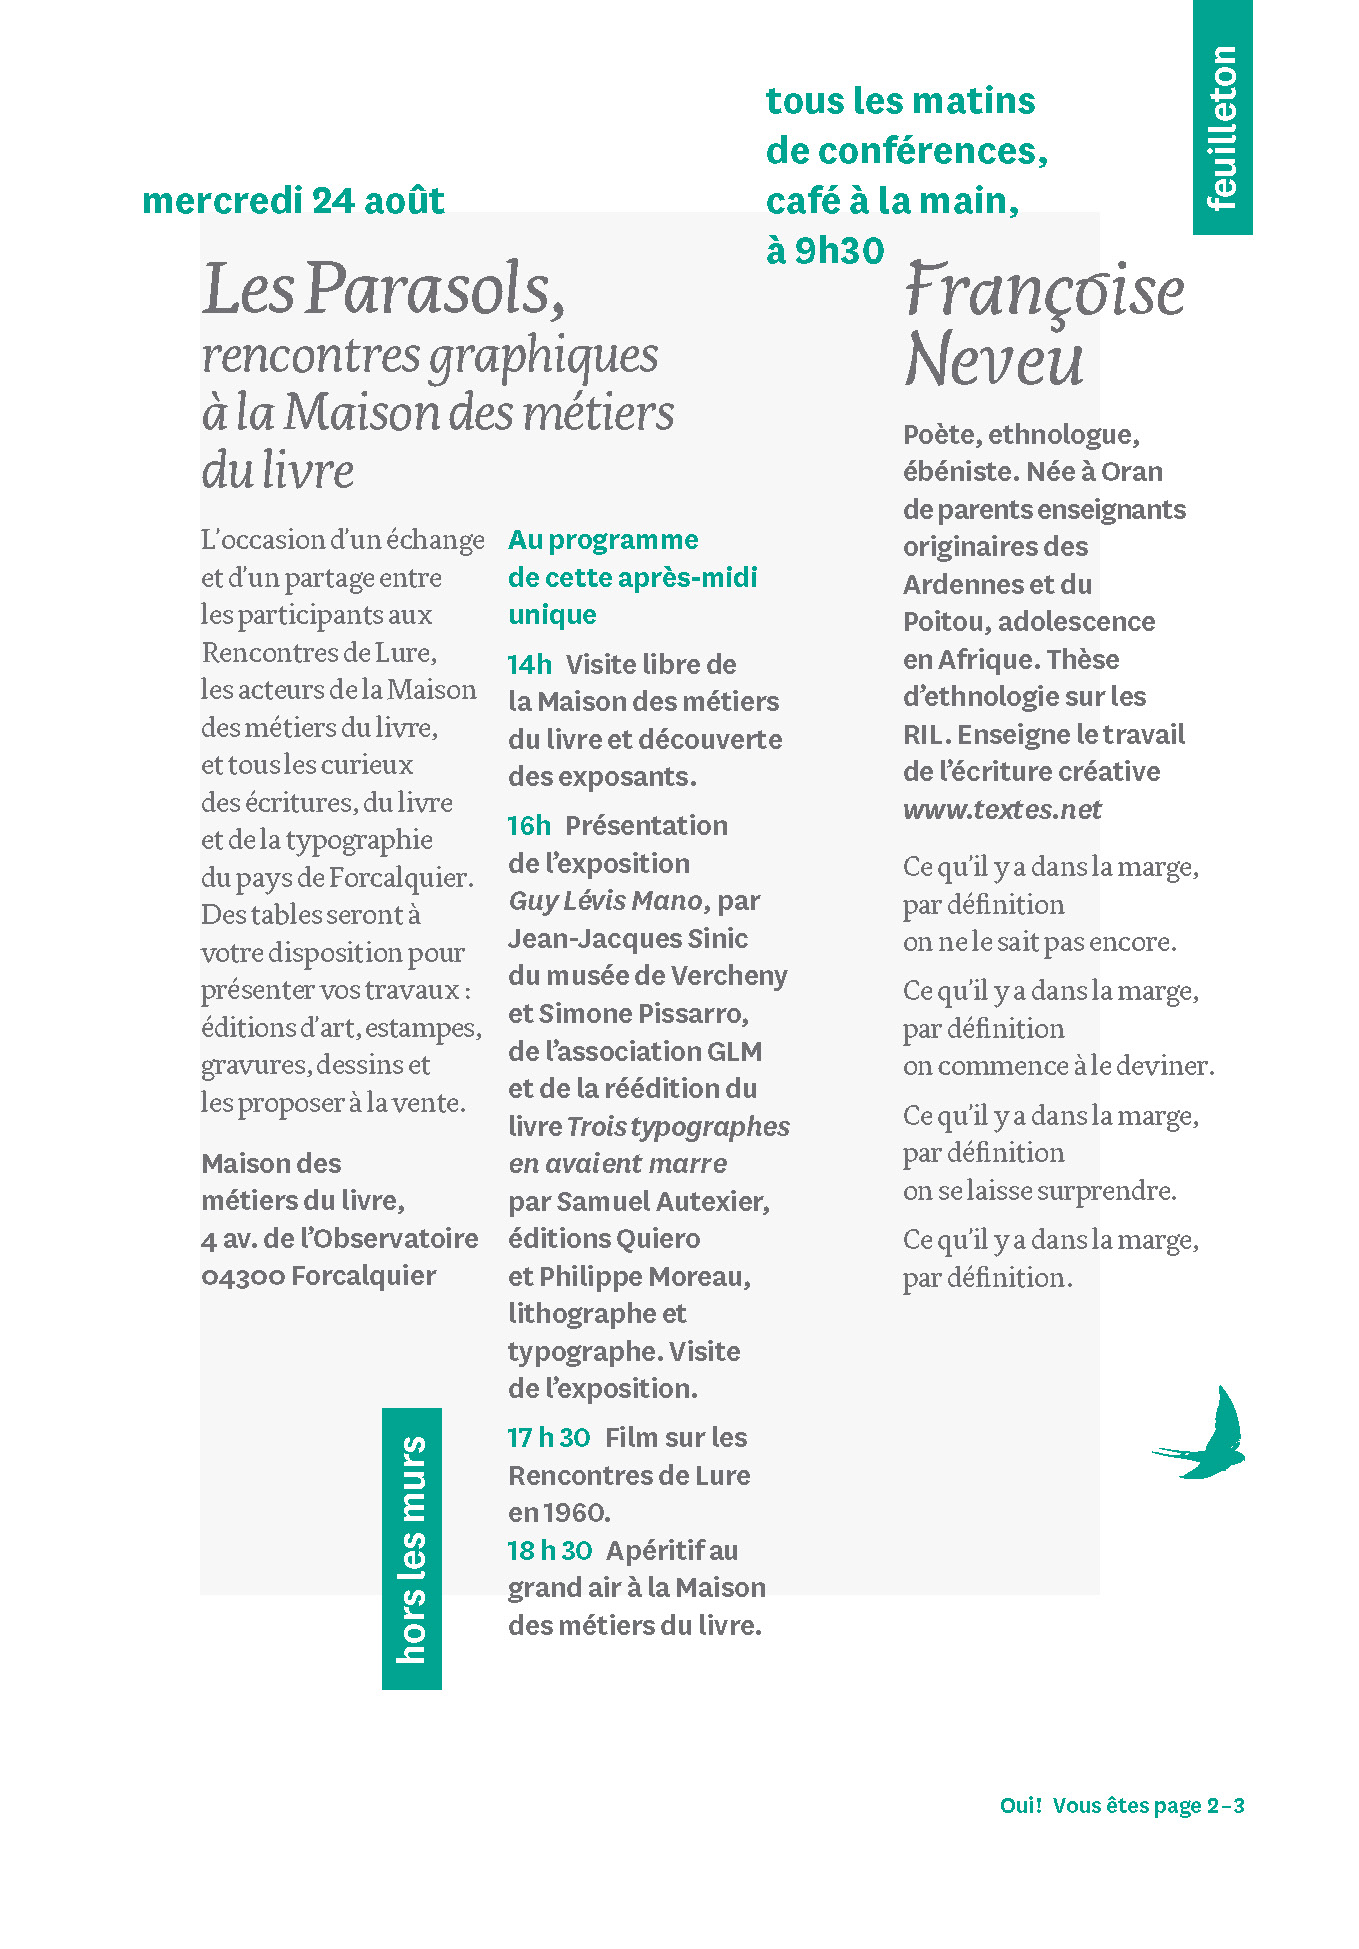 feuilleton
mercredi 24 août
Les Parasols,
rencontres graphiques
à la Maison des métiers
du livre
L’occasion d’un échange
et d’un partage entre
les participants aux
Rencontres de Lure,
les acteurs de la Maison
des métiers du livre,
et tous les curieux
des écritures, du livre
et de la typographie
du pays de Forcalquier.
Des tables seront à
votre disposition pour
présenter vos travaux :
éditions d’art, estampes,
gravures, dessins et
les proposer à la vente.
Maison des
métiers du livre,
4 av. de l’Observatoire
04300 Forcalquier
hors les murs
Au programme
de cette après-midi
unique
14h Visite libre de
la Maison des métiers
du livre et découverte
des exposants.
16h Présentation
de l’exposition
Guy Lévis Mano, par
Jean-Jacques Sinic
du musée de Vercheny
et Simone Pissarro,
de l’association GLM
et de la réédition du
livre Trois typographes
en avaient marre
par Samuel Autexier,
éditions Quiero
et Philippe Moreau,
lithographe et
typographe. Visite
de l’exposition.
17 h 30 Film sur les
Rencontres de Lure
en 1960.
18 h 30 Apéritif au
grand air à la Maison
des métiers du livre.
tous les matins
de conférences,
café à la main,
à 9h30
Françoise
Neveu
Poète, ethnologue,
ébéniste. Née à Oran
de parents enseignants
originaires des
Ardennes et du
Poitou, adolescence
en Afrique. Thèse
d’ethnologie sur les
RIL. Enseigne le travail
de l’écriture créative
www.textes.net
Ce qu’il y a dans la marge,
par définition
on ne le sait pas encore.
Ce qu’il y a dans la marge,
par définition
on commence à le deviner.
Ce qu’il y a dans la marge,
par définition
on se laisse surprendre.
Ce qu’il y a dans la marge,
par définition.
Oui! Vous êtes page 2–3